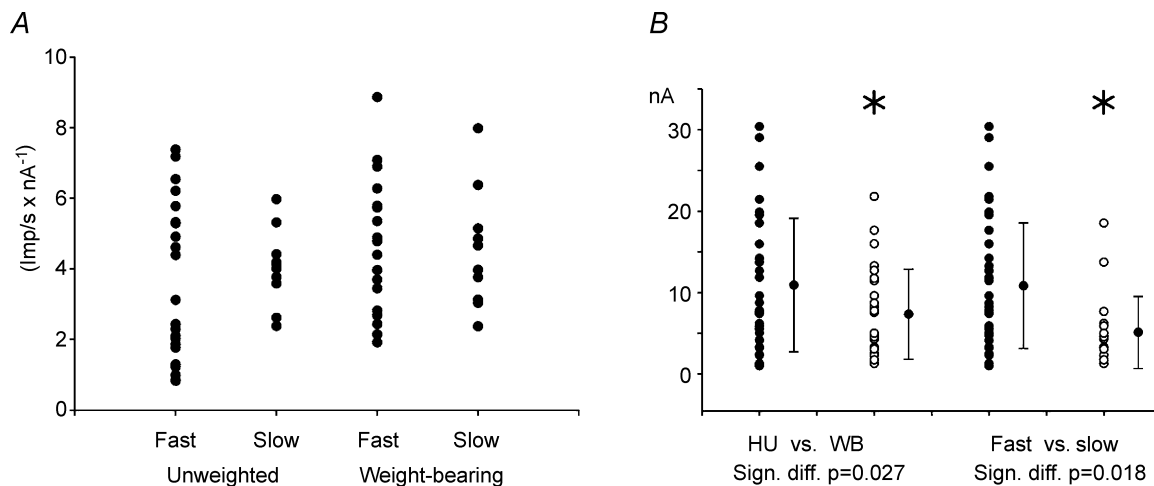 A
(Imp/s x nA-1)
10
8
6
4
2
0
Fast Slow Fast Slow
Unweighted Weight-bearing
B
nA
30
20
10
0
HU vs. WB
Sign. diff. p=0.027
Fast vs. slow
Sign. diff. p=0.018